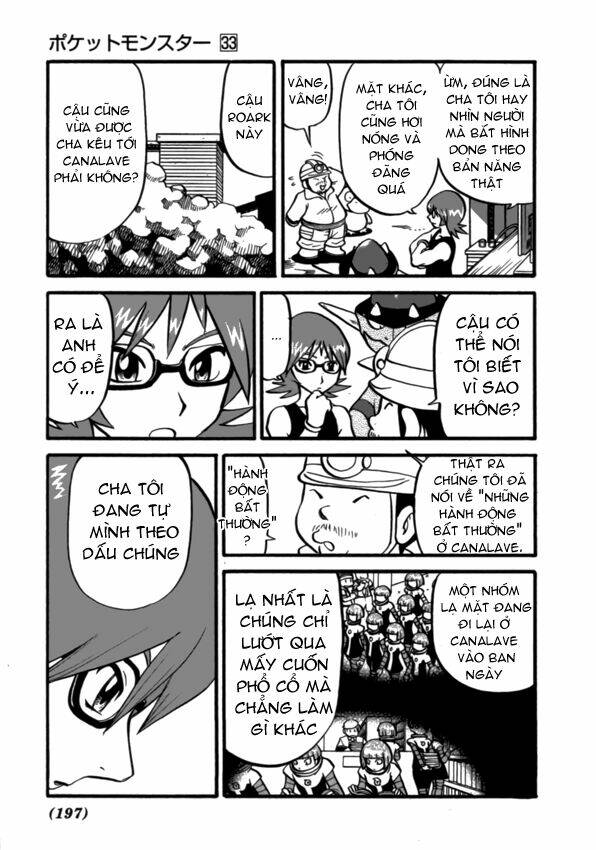 ポケットモンスター 33
ỪM, ĐÚNG LÀ
CHA TÔI HAY
NHÌN NGƯỜI
MÀ BẤT HÌNH
DONG THEO
BẢN NĂNG
THẬT
MẶT KHÁC,
CHA TÔI
CŨNG HƠI
NÓNG VÀ
PHÓNG
ĐÃNG
QUÁ
VÂNG,
VÂNG!
CẬU
ROARK
NÀY
CẬU CŨNG
VỪA ĐƯỢC
CHA KÊU TỚI
CANALAVE
PHẢI KHÔNG?
CẬU CÓ
THỂ NÓI
TÔI BIẾT
VÌ SAO
KHÔNG?
...
RA LÀ
ANH
CÓ ĐỂ
Ý...
THẬT RA
CHÚNG TÔI ĐÃ
NÓI VỀ "NHỮNG
HÀNH ĐỘNG
BẤT THƯỜNG"
Ở CANALAVE.
"HÀNH
ĐỘNG
BẤT
THƯỜNG"
?
CHA TÔI
ĐANG TỰ
MÌNH THEO
DẤU CHÚNG
MỘT NHÓM
LẠ MẶT ĐANG
ĐI LẠI Ở
CANALAVE
VÀO BAN
NGÀY
LẠ NHẤT LÀ
CHÚNG CHỈ
LƯỚT QUA
MẤY CUỐN
PHỔ CỔ MÀ
CHẲNG LÀM
GÌ KHÁC
(197)